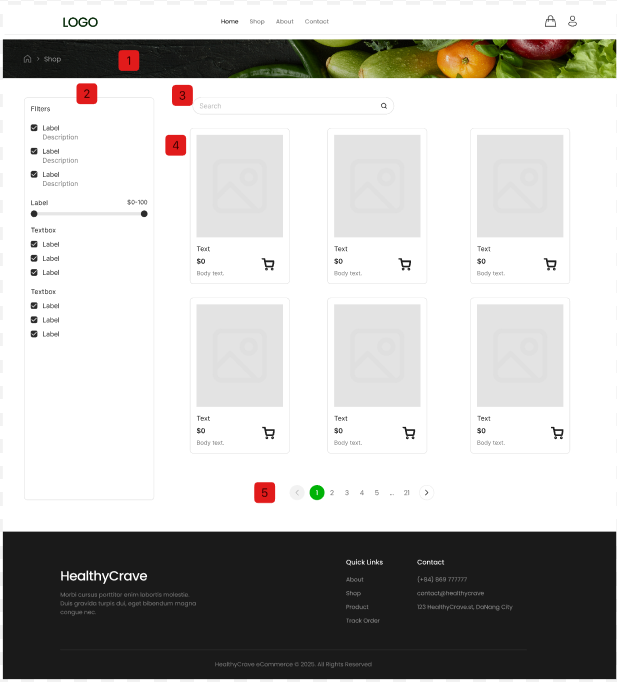 LOGO
Home Shop About Contact
> Shop
1
2
3
Search
Filters
Label
Description
Label
Description
Label
Description
Label $0-100
Textbox
Label
Label
Label
Textbox
Label
Label
Label
4
Text
$0
Body text.
Text
$0
Body text.
Text
$0
Body text.
Text
$0
Body text.
Text
$0
Body text.
Text
$0
Body text.
5
< 1 2 3 4 5 ... 21 >
HealthyCrave
Morbi cursus porttitor enim lobortis molestie.
Duis gravida turpis dui, eget bibendum magna
congue nec.
Quick Links
About
Shop
Product
Track Order
Contact
(+84) 869 777777
contact@healthycrave
123 HealthyCrave.st, DaNang City
HealthyCrave eCommerce © 2025. All Rights Reserved